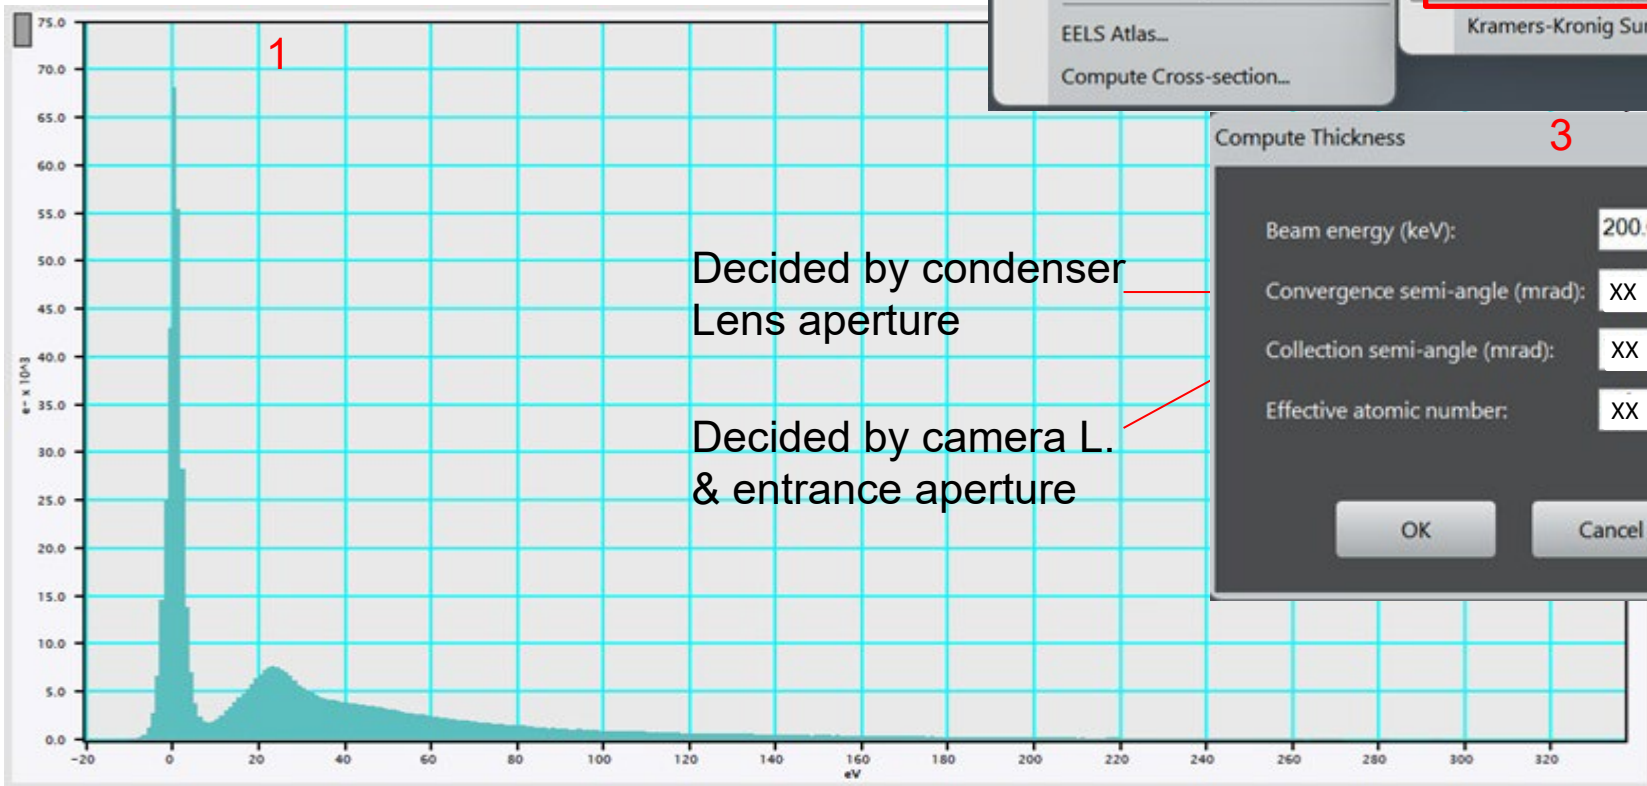 EELS Atlas...
Compute Cross-section...
1
75.0
70.0
65.0
60.0
55.0
50.0
45.0
40.0
35.0
30.0
25.0
20.0
15.0
10.0
5.0
0.0
e- x 10^3
-20 0 20 40 60 80 100 120 140 160 180 200 220 240 260 280 300 320
eV
Decided by condenser
Lens aperture
Decided by camera L.
& entrance aperture
Kramers-Kronig
Compute Thickness
3
Beam energy (keV): 200.
Convergence semi-angle (mrad): XX
Collection semi-angle (mrad): XX
Effective atomic number: XX
OK Cancel